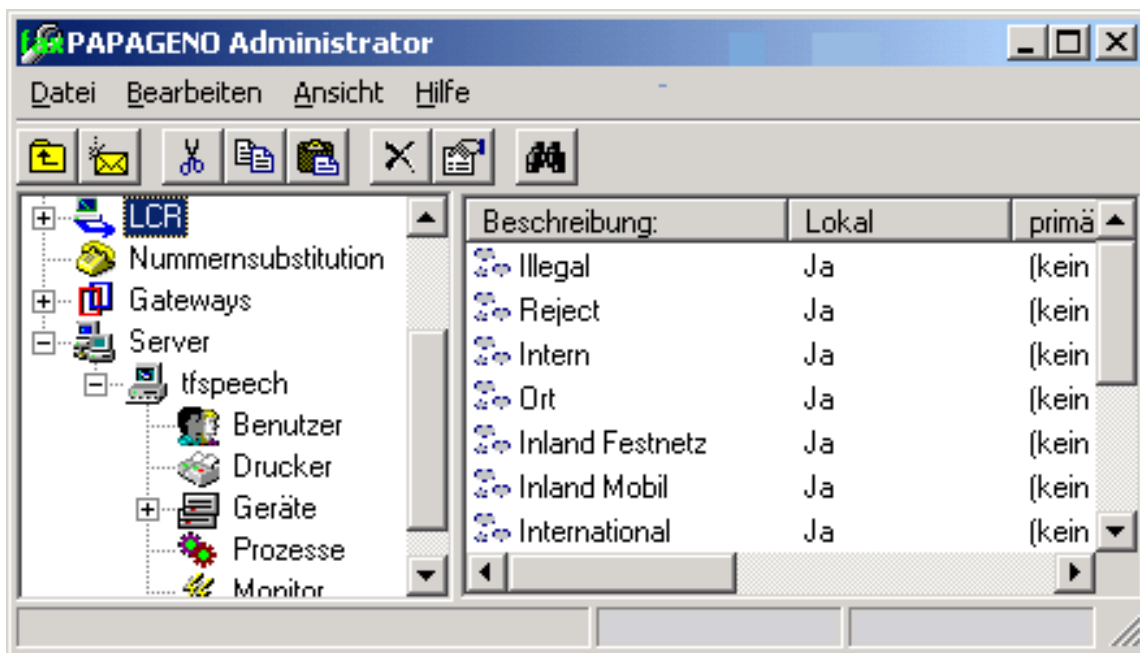 fax PAPAGENO Administrator
Datei Bearbeiten Ansicht Hilfe
LCR
Nummernsubstitution
Gateways
Server
tfspeech
Benutzer
Drucker
Geräte
Prozesse
Monitor
Beschreibung: Lokal primä
Illegal Ja (kein
Reject Ja (kein
Intern Ja (kein
Ort Ja (kein
Inland Festnetz Ja (kein
Inland Mobil Ja (kein
International Ja (kein